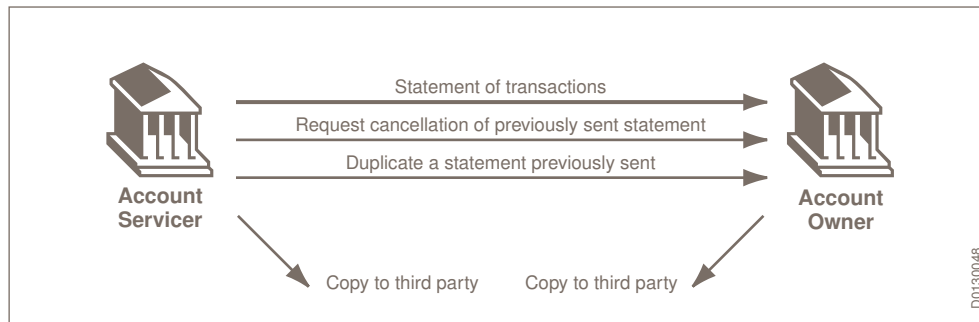 Statement of transactions
Request cancellation of previously sent statement
Duplicate a statement previously sent
Account
Servicer
Account
Owner
Copy to third party
Copy to third party
D0130048